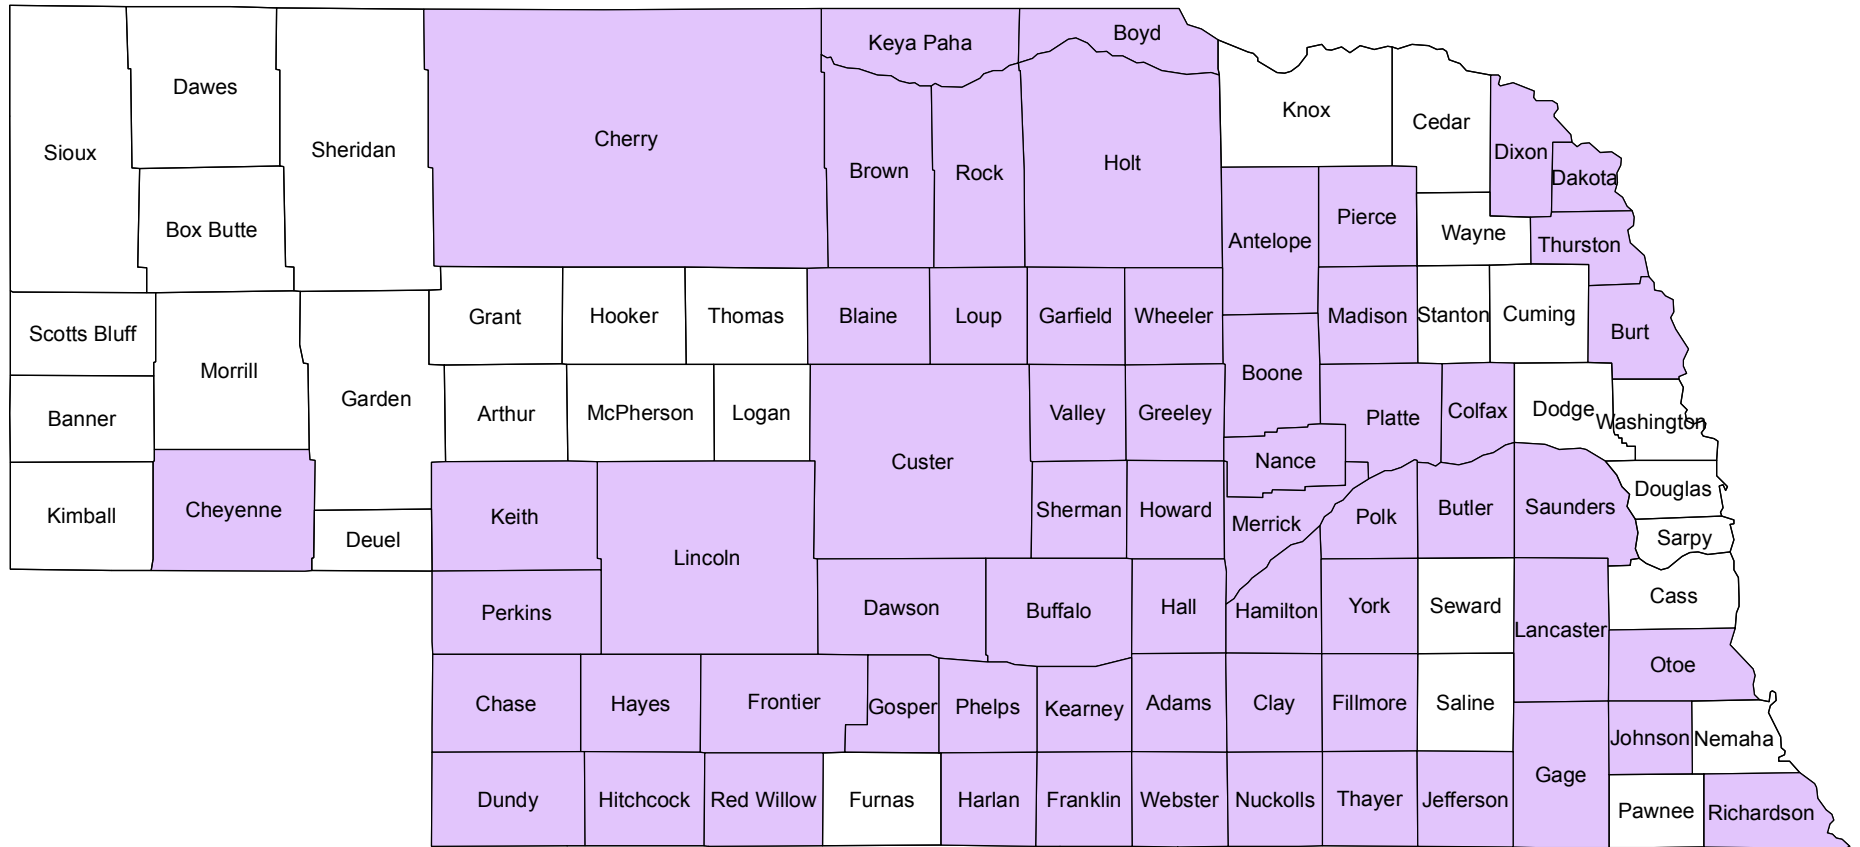 Boyd
Keya Paha
Dawes
Knox
Cedar
Cherry
Sheridan
Sioux
Dixon
Holt
Brown
Rock
Dakota
Pierce
Box Butte
Wayne
Antelope
Thurston
Scotts Bluff
Grant
Hooker
Thomas
Blaine
Loup
Garfield
Wheeler
Madison
Stanton
Cuming
Burt
Morrill
Boone
Garden
Banner
Arthur
McPherson
Logan
Valley
Greeley
Platte
Colfax
Dodge
Washington
Custer
Nance
Douglas
Kimball
Cheyenne
Keith
Sherman
Howard
Merrick
Polk
Butler
Saunders
Deuel
Sarpy
Lincoln
Perkins
Dawson
Buffalo
Hall
Hamilton
York
Seward
Cass
Lancaster
Otoe
Chase
Hayes
Frontier
Gosper
Phelps
Kearney
Adams
Clay
Fillmore
Saline
Johnson
Nemaha
Gage
Dundy
Hitchcock
Red Willow
Furnas
Harlan
Franklin
Webster
Nuckolls
Thayer
Jefferson
Pawnee
Richardson